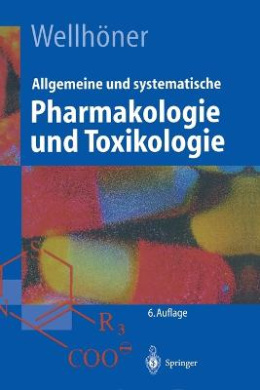 Wellhöner
Allgemeine und systematische
Pharmakologie
und Toxikologie
6. Auflage
N
R3
COO⊖
Springer